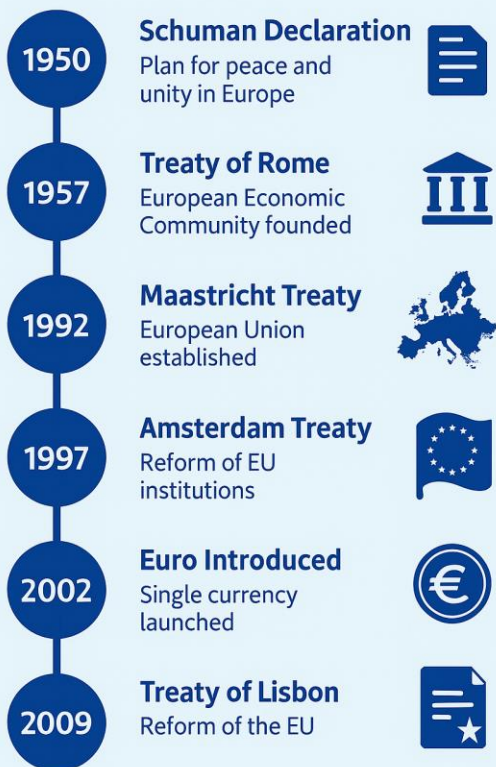 1950
Schuman Declaration
Plan for peace and
unity in Europe
1957
Treaty of Rome
European Economic
Community founded
1992
Maastricht Treaty
European Union
established
1997
Amsterdam Treaty
Reform of EU
institutions
2002
Euro Introduced
Single currency
launched
€
2009
Treaty of Lisbon
Reform of the EU